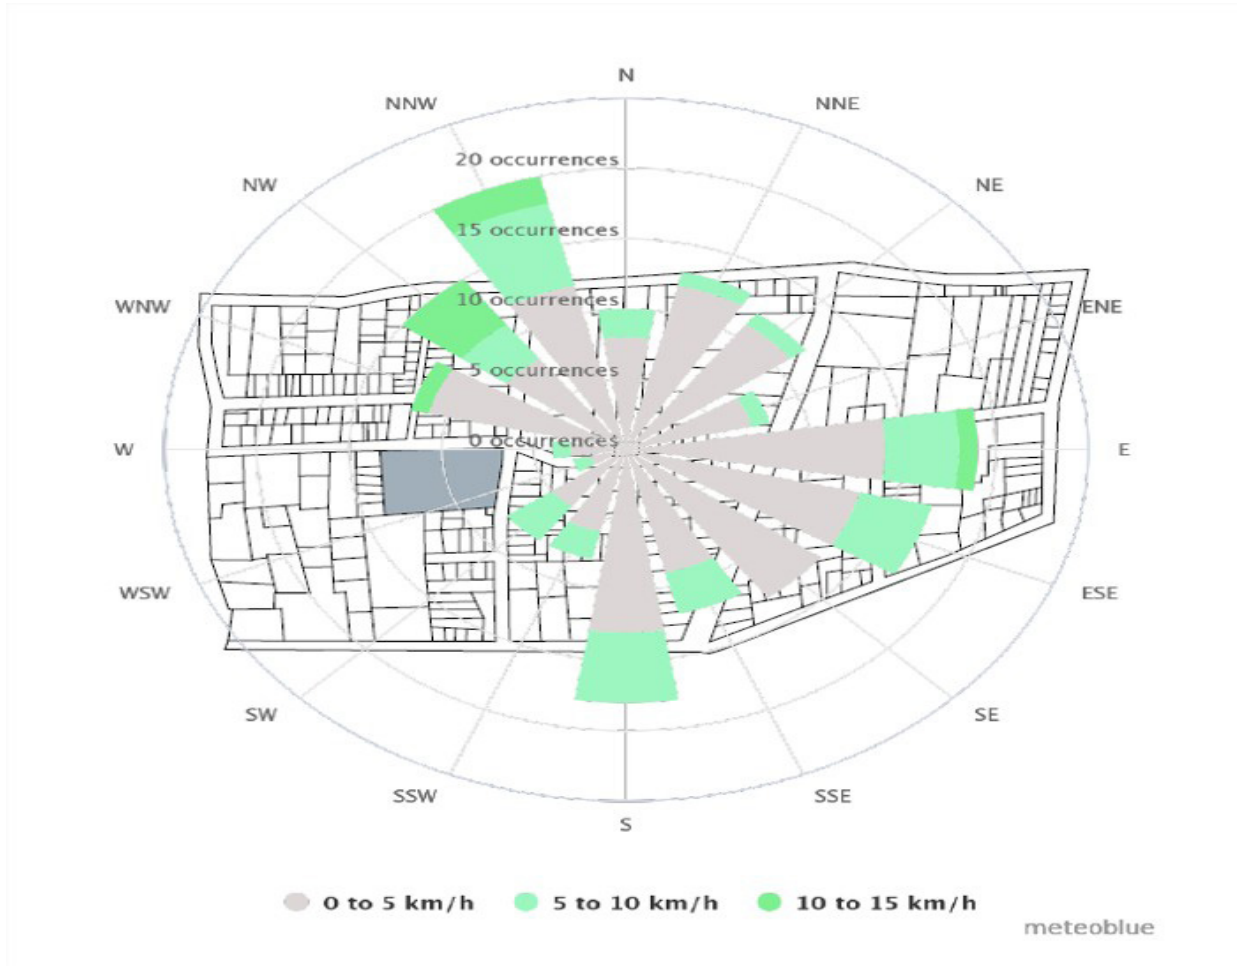 N
NNW
NNE
20 occurrences
NW
NE
15 occurrences
WNW
10 occurrences
ENE
5 occurrences
0 occurrences
W
E
WSW
ESE
SW
SE
SSW
SSE
S
0 to 5 km/h
5 to 10 km/h
10 to 15 km/h
meteoblue